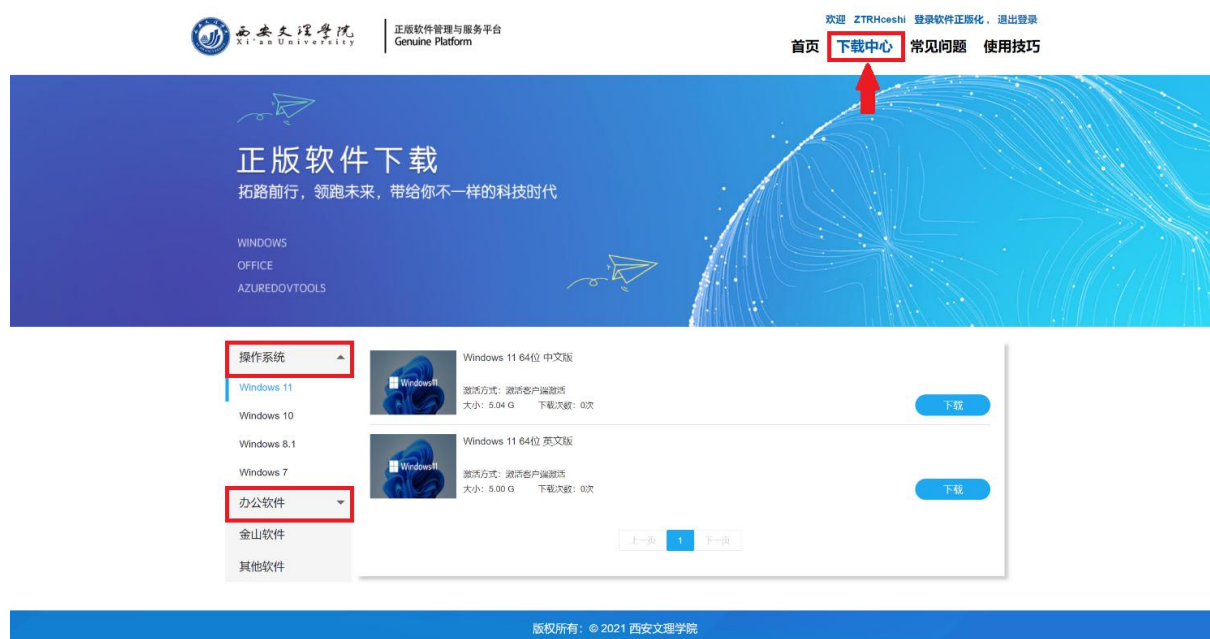 西安文理学院
Xi'an University
正版软件管理与服务平台
Genuine Platform
欢迎 ZTRHceshi 登录软件正版化，退出登录
首页 下载中心 常见问题 使用技巧
正版软件下载
拓路前行，领跑未来，带给你不一样的科技时代
WINDOWS
OFFICE
AZUREDOVTOOLS
操作系统
Windows 11
Windows 10
Windows 8.1
Windows 7
办公软件
金山软件
其他软件
Windows 11
Windows 11 64位 中文版
激活方式：激活客户端激活
大小：5.04 G 下载次数：0次
下载
Windows 11
Windows 11 64位 英文版
激活方式：激活客户端激活
大小：5.00 G 下载次数：0次
下载
上一页 1 下一页
版权所有：© 2021 西安文理学院